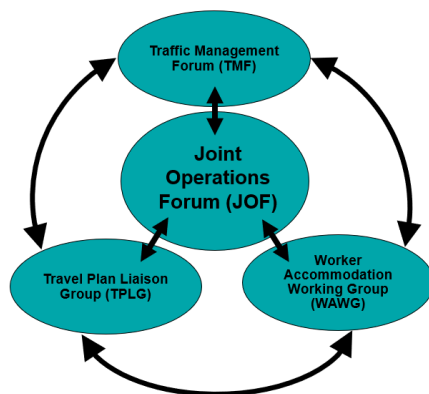 Traffic Management
Forum (TMF)
Joint
Operations
Forum (JOF)
Travel Plan Liaison
Group (TPLG)
Worker
Accommodation
Working Group
(WAWG)